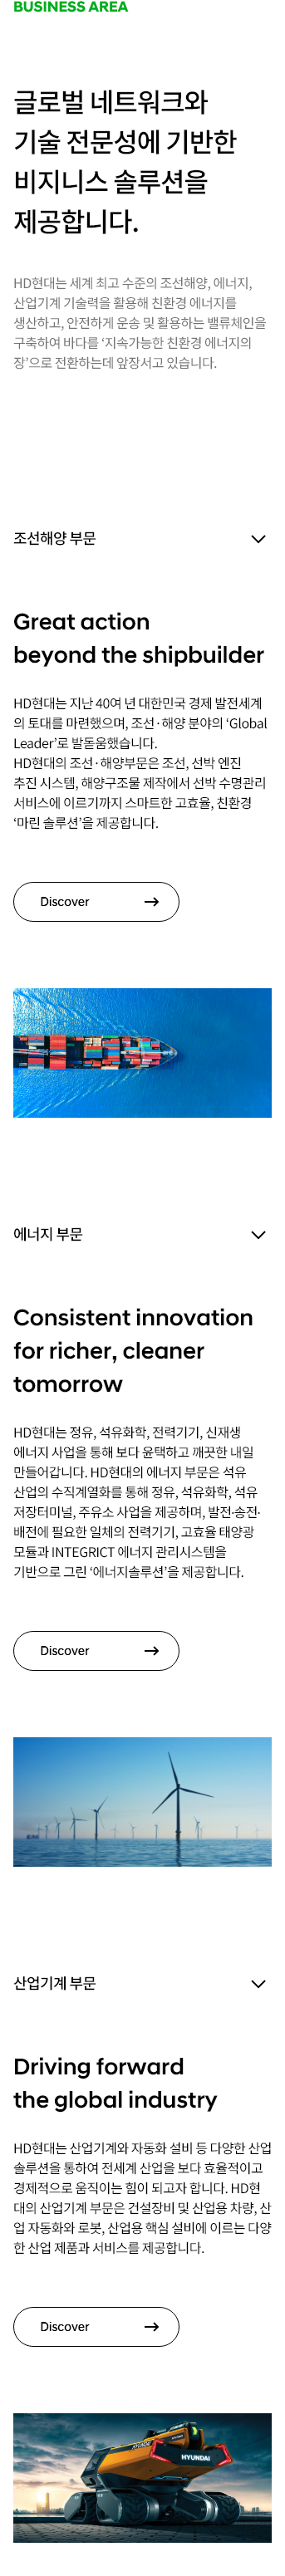 BUSINESS AREA
글로벌 네트워크와
기술 전문성에 기반한
비지니스 솔루션을
제공합니다.
HD현대는 세계 최고 수준의 조선해양, 에너지,
산업기계 기술력을 활용해 친환경 에너지를
생산하고, 안전하게 운송 및 활용하는 밸류체인을
구축하여 바다를 ‘지속가능한 친환경 에너지의
장’으로 전환하는데 앞장서고 있습니다.
조선해양 부문
Great action
beyond the shipbuilder
HD현대는 지난 40여 년 대한민국 경제 발전세계
의 토대를 마련했으며, 조선·해양 분야의 ‘Global
Leader’로 발돋움했습니다.
HD현대의 조선·해양부문은 조선, 선박 엔진
추진 시스템, 해양구조물 제작에서 선박 수명관리
서비스에 이르기까지 스마트한 고효율, 친환경
‘마린 솔루션’을 제공합니다.
Discover
에너지 부문
Consistent innovation
for richer, cleaner
tomorrow
HD현대는 정유, 석유화학, 전력기기, 신재생
에너지 사업을 통해 보다 윤택하고 깨끗한 내일
만들어갑니다. HD현대의 에너지 부문은 석유
산업의 수직계열화를 통해 정유, 석유화학, 석유
저장터미널, 주유소 사업을 제공하며, 발전·송전·
배전에 필요한 일체의 전력기기, 고효율 태양광
모듈과 INTEGRICT 에너지 관리시스템을
기반으로 그린 ‘에너지솔루션’을 제공합니다.
Discover
산업기계 부문
Driving forward
the global industry
HD현대는 산업기계와 자동화 설비 등 다양한 산업
솔루션을 통하여 전세계 산업을 보다 효율적이고
경제적으로 움직이는 힘이 되고자 합니다. HD현
대의 산업기계 부문은 건설장비 및 산업용 차량, 산
업 자동화와 로봇, 산업용 핵심 설비에 이르는 다양
한 산업 제품과 서비스를 제공합니다.
Discover
HYUNDAI